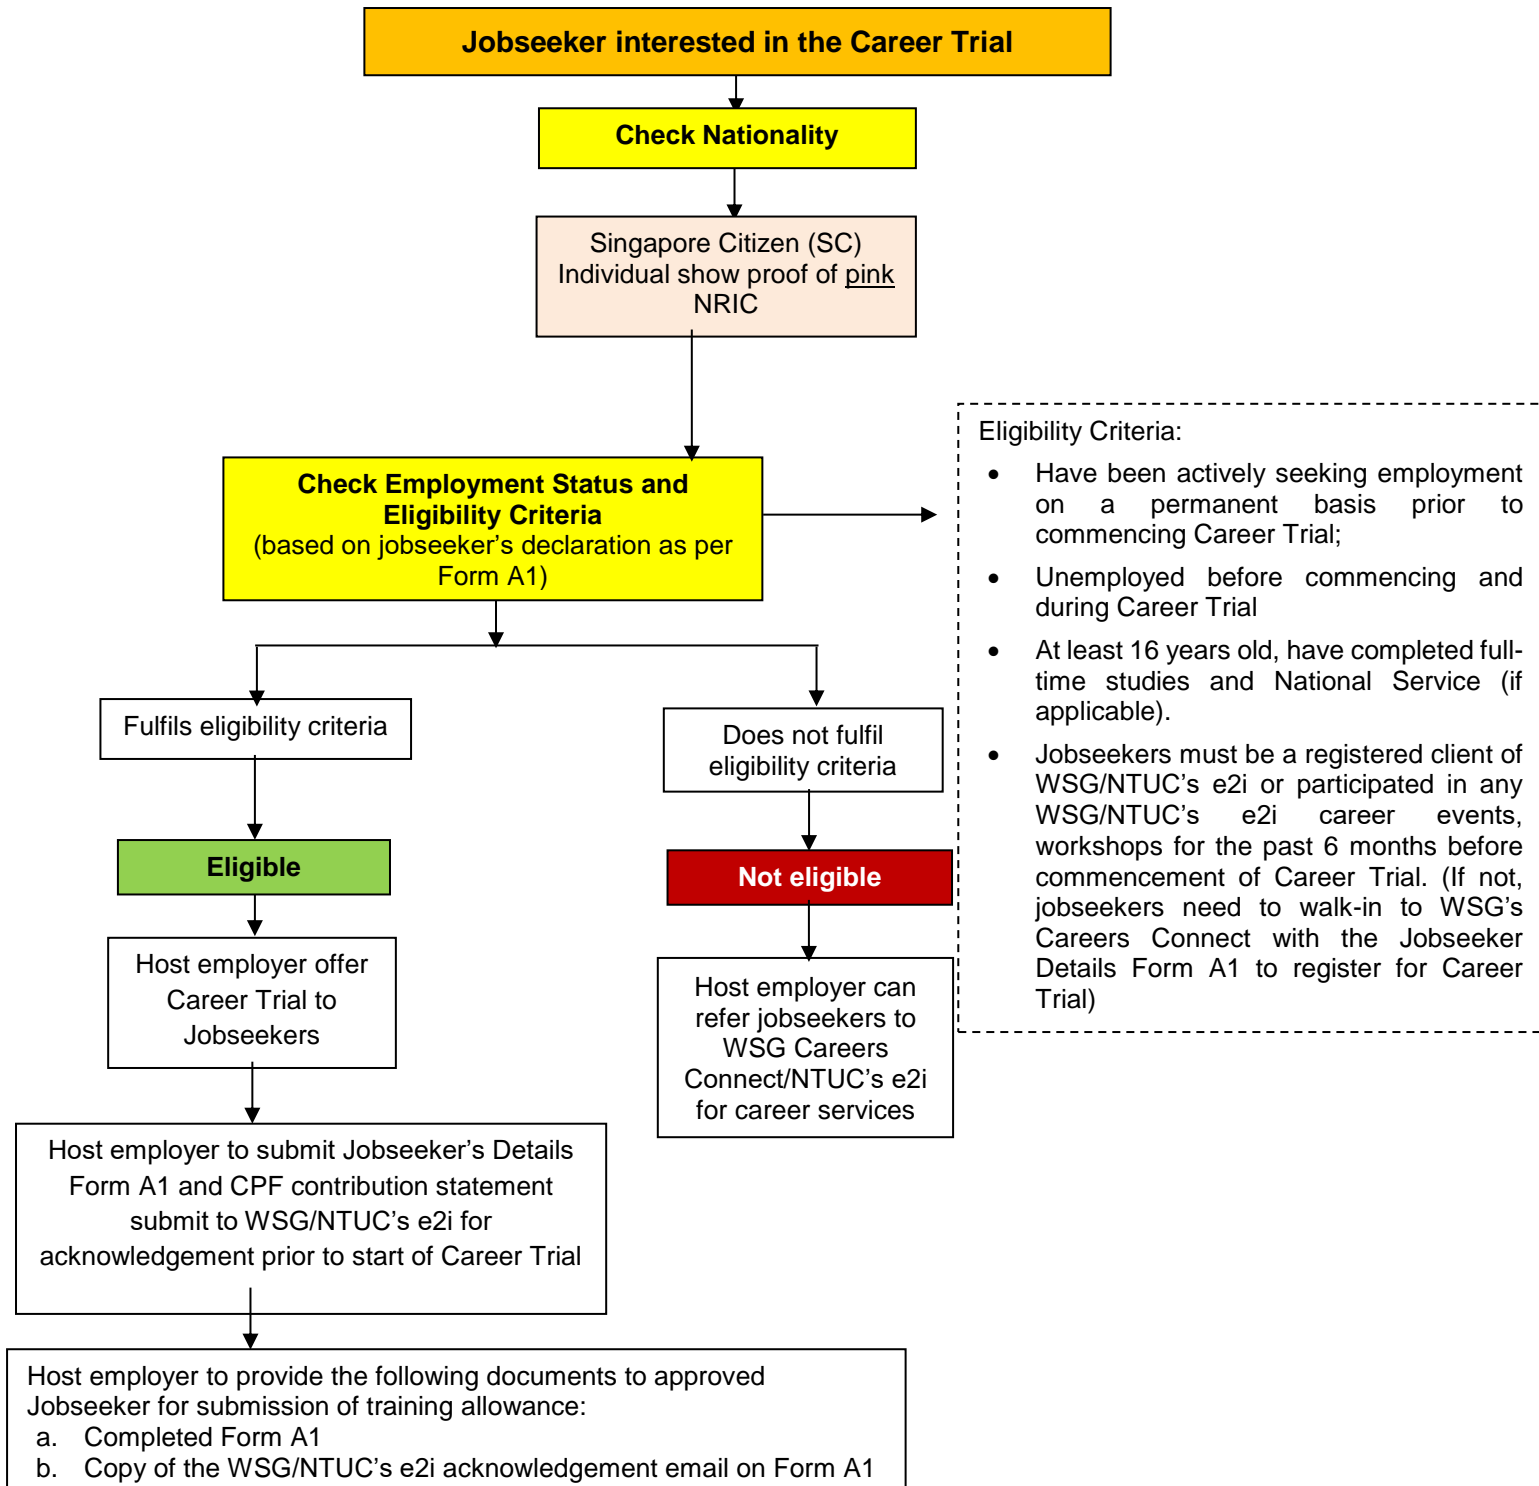 Jobseeker interested in the Career Trial
Check Nationality
Singapore Citizen (SC)
Individual show proof of pink
NRIC
Check Employment Status and
Eligibility Criteria
(based on jobseeker’s declaration as per
Form A1)
Eligibility Criteria:
• Have been actively seeking employment
on a permanent basis prior to
commencing Career Trial;
• Unemployed before commencing and
during Career Trial
• At least 16 years old, have completed full-
time studies and National Service (if
applicable).
• Jobseekers must be a registered client of
WSG/NTUC’s e2i or participated in any
WSG/NTUC’s e2i career events,
workshops for the past 6 months before
commencement of Career Trial. (If not,
jobseekers need to walk-in to WSG’s
Careers Connect with the Jobseeker
Details Form A1 to register for Career
Trial)
Fulfils eligibility criteria
Does not fulfil
eligibility criteria
Eligible
Not eligible
Host employer offer
Career Trial to
Jobseekers
Host employer can
refer jobseekers to
WSG Careers
Connect/NTUC’s e2i
for career services
Host employer to submit Jobseeker’s Details
Form A1 and CPF contribution statement
submit to WSG/NTUC’s e2i for
acknowledgement prior to start of Career Trial
Host employer to provide the following documents to approved
Jobseeker for submission of training allowance:
a. Completed Form A1
b. Copy of the WSG/NTUC’s e2i acknowledgement email on Form A1